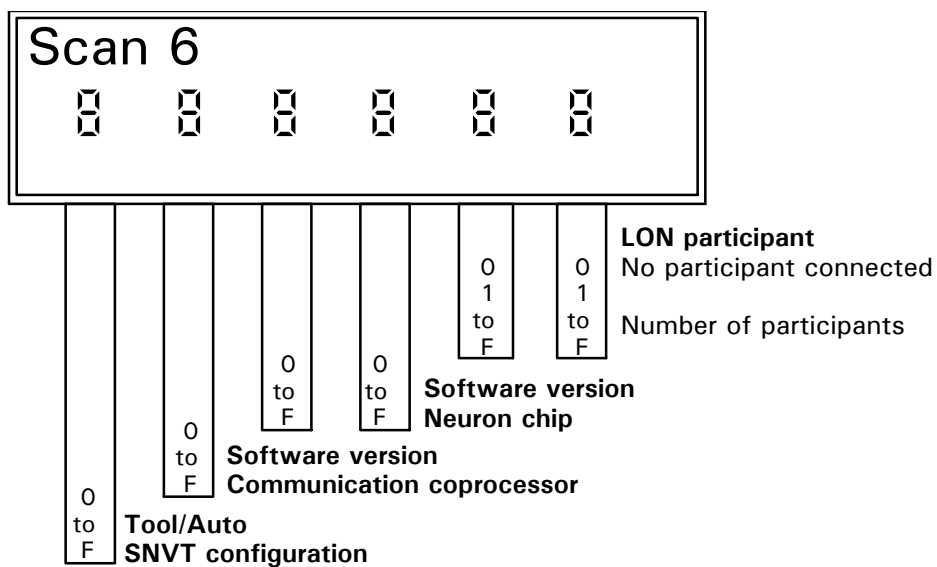 Scan 6
8 8 8 8 8 8
LON participant
0 0 No participant connected
1 1
to to Number of participants
F F
0 0
to to Software version
F F Neuron chip
0
to Software version
F Communication coprocessor
0
to Tool/Auto
F SNVT configuration